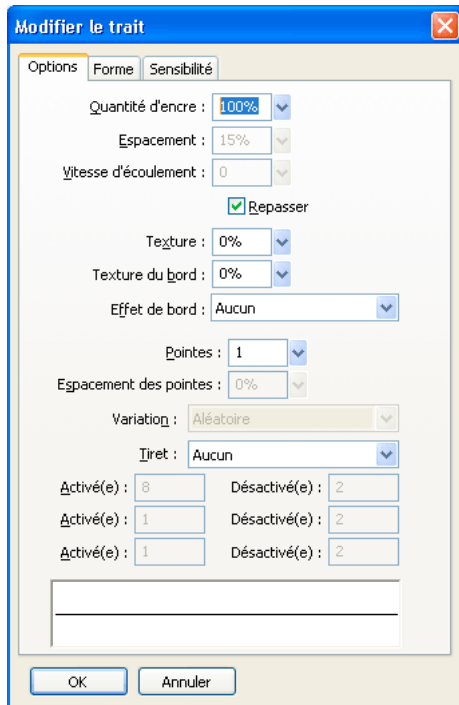 Modifier le trait
Options Forme Sensibilité
Quantité d'encre : 100%
Espacement : 15%
Vitesse d'écoulement : 0
Repasser
Texture : 0%
Texture du bord : 0%
Effet de bord : Aucun
Pointes : 1
Espacement des pointes : 0%
Variation : Aléatoire
Tiret : Aucun
Activé(e) : 8 Désactivé(e) : 2
Activé(e) : 1 Désactivé(e) : 2
Activé(e) : 1 Désactivé(e) : 2
OK Annuler